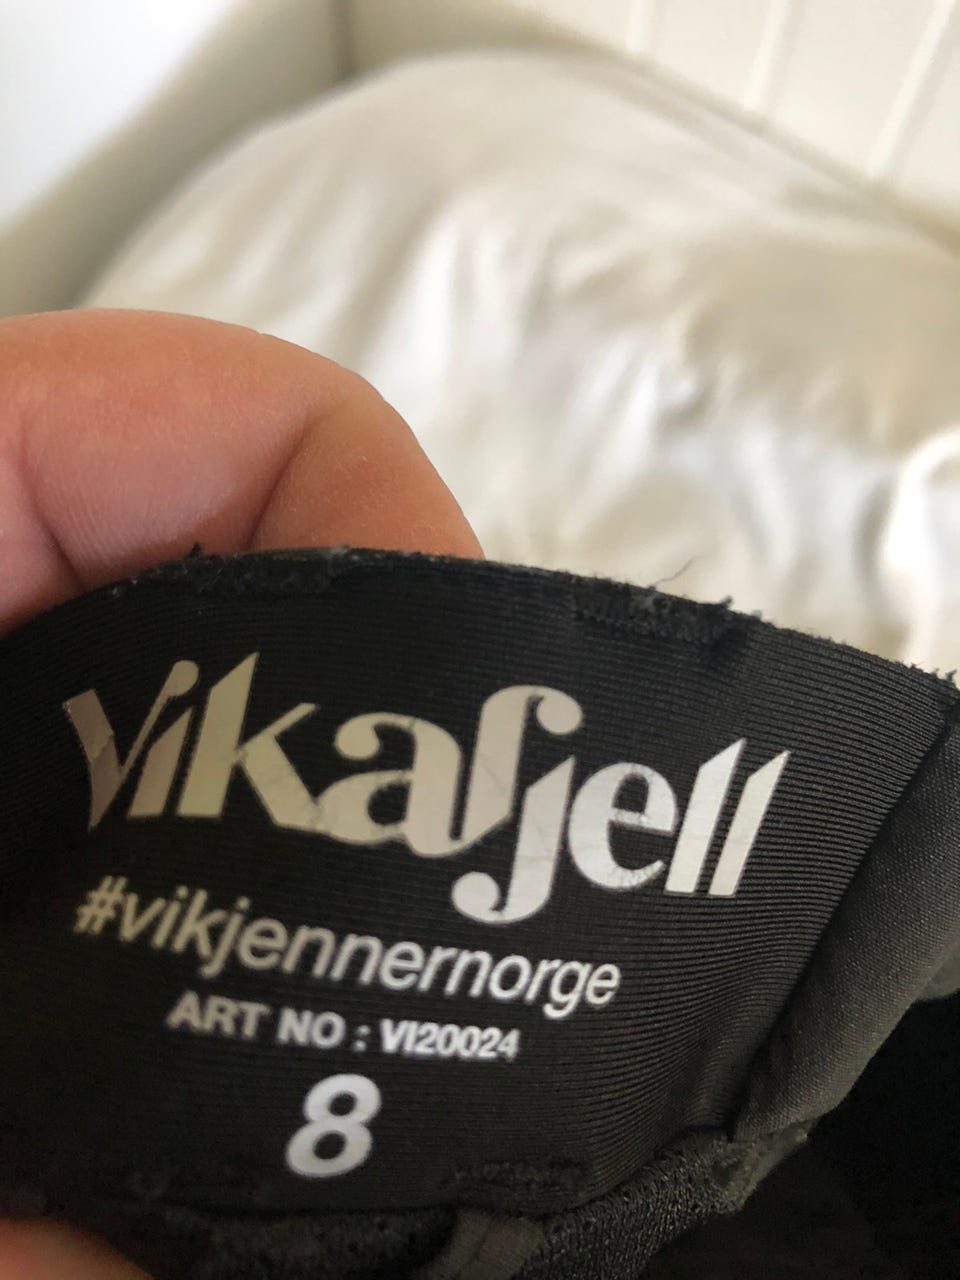 Vikafjell
#vikjennernorge
ART NO : VI20024
8